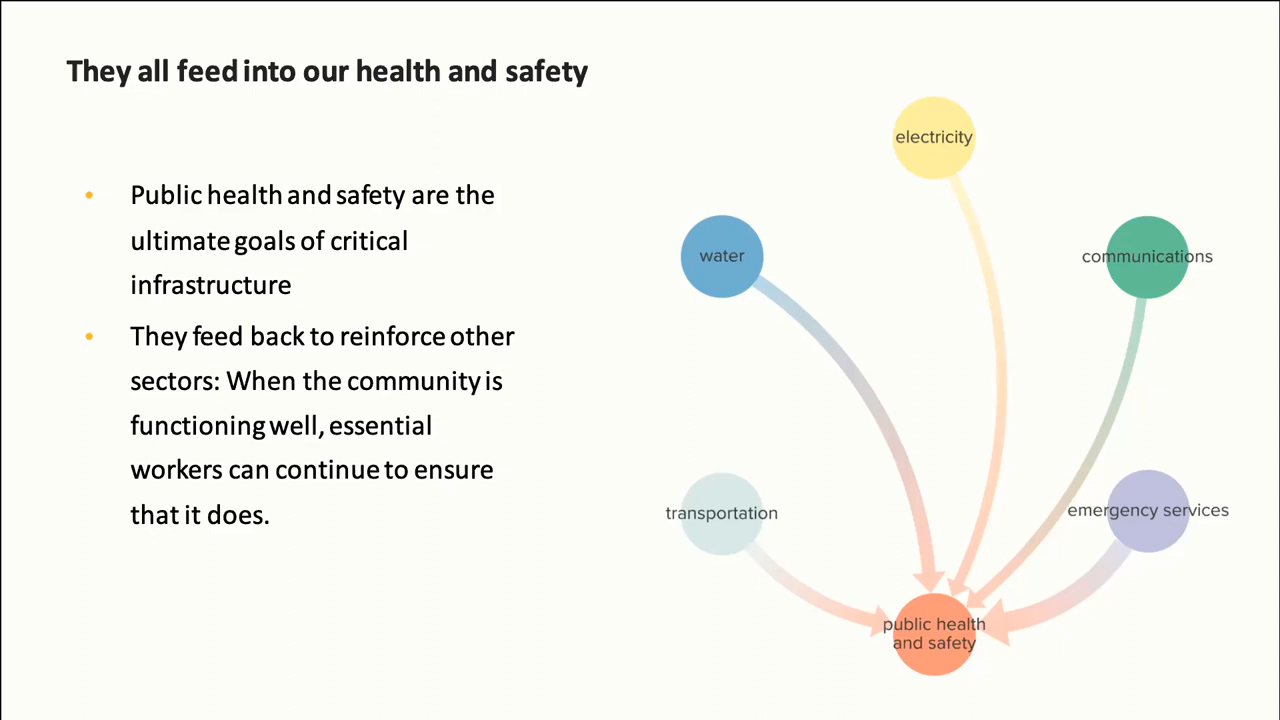 They all feed into our health and safety
Public health and safety are the
ultimate goals of critical
infrastructure
They feed back to reinforce other
sectors: When the community is
functioning well, essential
workers can continue to ensure
that it does.
electricity
water
communications
transportation
emergency services
public health
and safety